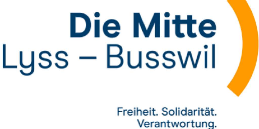 Die Mitte
Lyss – Busswil
Freiheit. Solidarität.
Verantwortung.